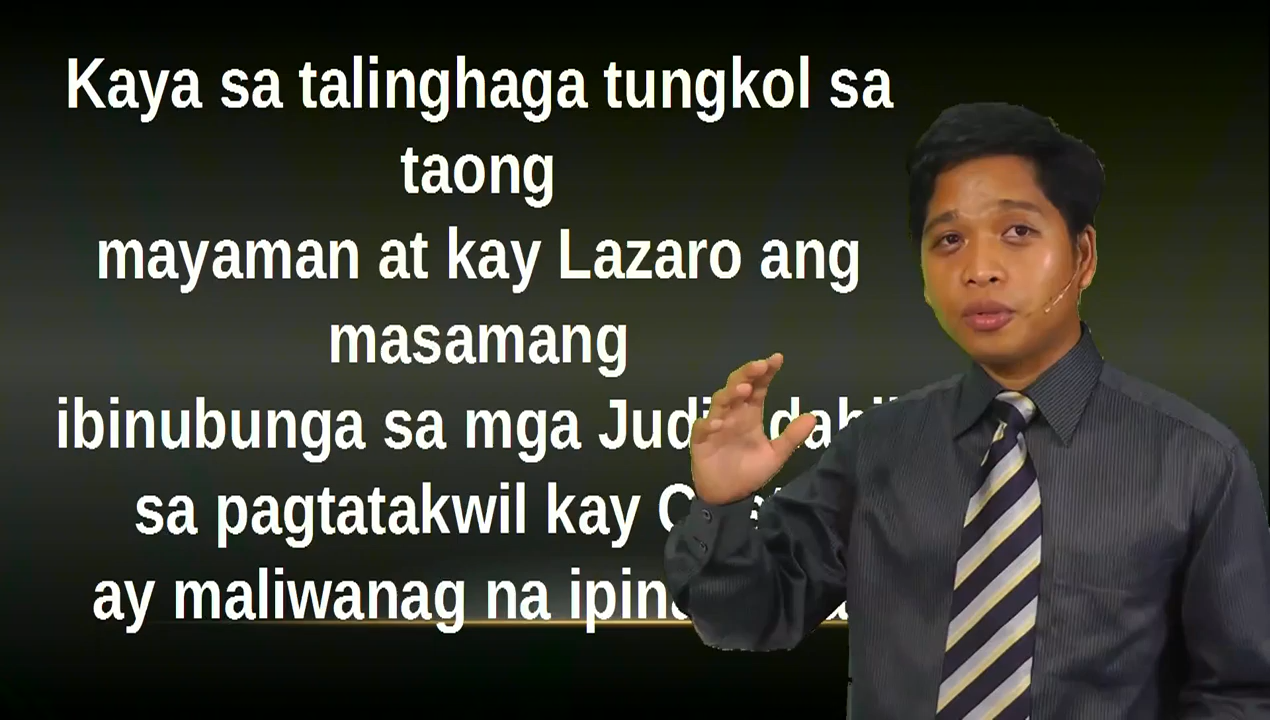 Kaya sa talinghaga tungkol sa
taong
mayaman at kay Lazaro ang
masamang
ibinubunga sa mga
sa pagtatakwil kay
ay maliwanag na